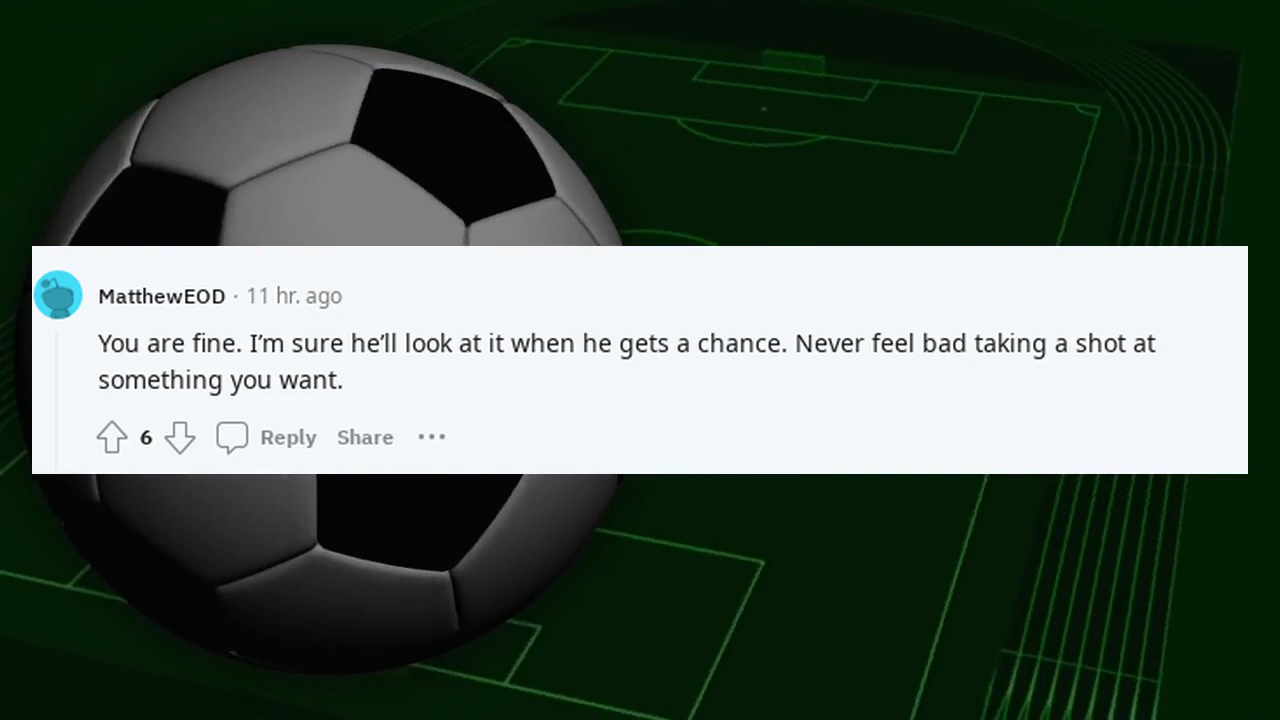 MatthewEOD · 11 hr. ago
You are fine. I’m sure he’ll look at it when he gets a chance. Never feel bad taking a shot at
something you want.
6 Reply Share ···